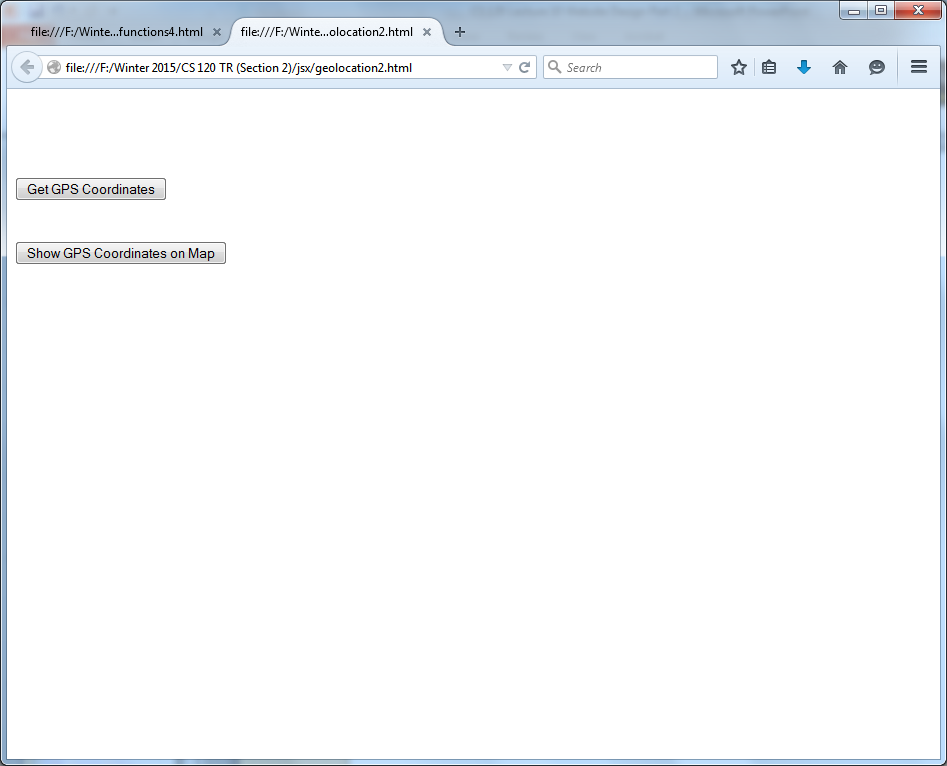 file:///F:/Winte...functions4.html
file:///F:/Winte...olocation2.html
file:///F:/Winter 2015/CS 120 TR (Section 2)/jsx/geolocation2.html
Search
Get GPS Coordinates
Show GPS Coordinates on Map